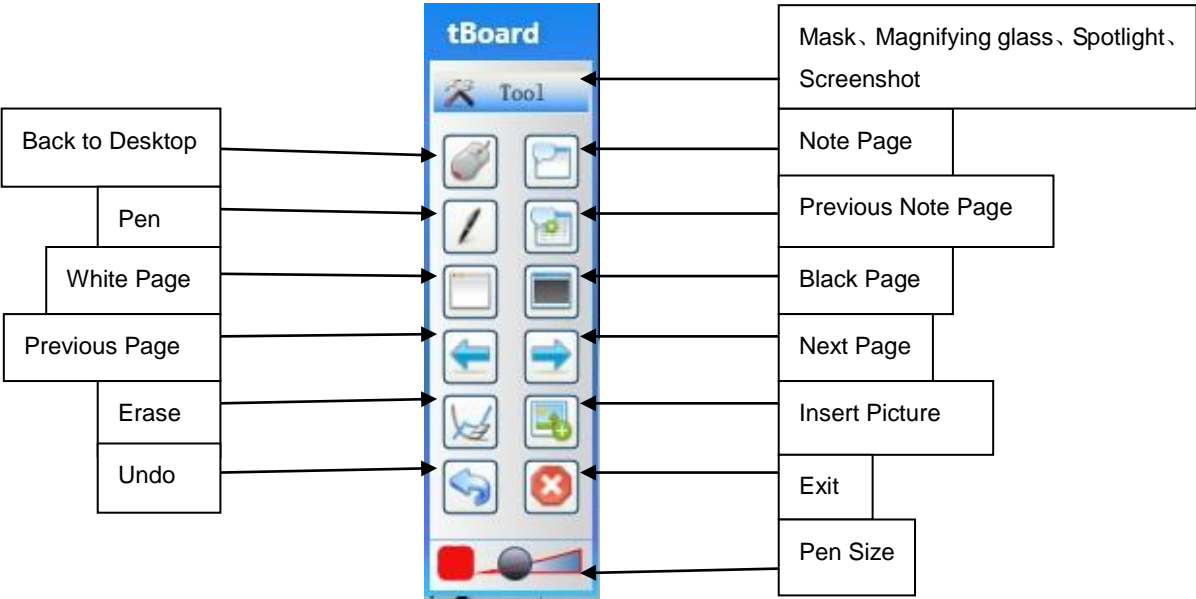 tBoard
Mask、Magnifying glass、Spotlight、
Screenshot
Tool
Back to Desktop
Note Page
Pen
Previous Note Page
White Page
Black Page
Previous Page
Next Page
Erase
Insert Picture
Undo
Exit
Pen Size